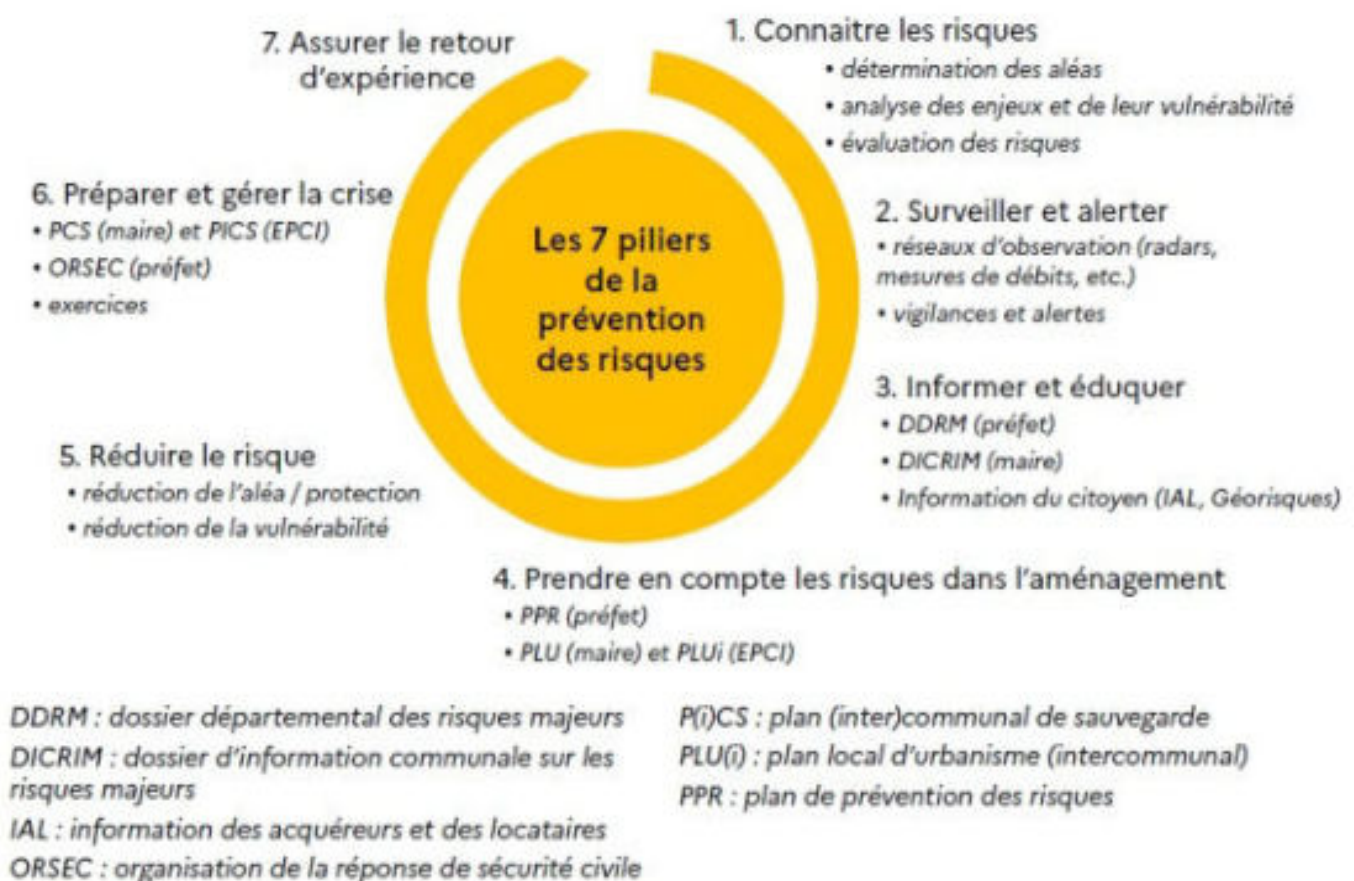 1. Connaitre les risques
• détermination des aléas
• analyse des enjeux et de leur vulnérabilité
• évaluation des risques
2. Surveiller et alerter
• réseaux d'observation (radars,
mesures de débits, etc.)
• vigilances et alertes
3. Informer et éduquer
• DDRM (préfet)
• DICRIM (maire)
• Information du citoyen (IAL, Géorisques)
4. Prendre en compte les risques dans l'aménagement
• PPR (préfet)
• PLU (maire) et PLUi (EPCI)
5. Réduire le risque
• réduction de l'aléa / protection
• réduction de la vulnérabilité
6. Préparer et gérer la crise
• PCS (maire) et PICS (EPCI)
• ORSEC (préfet)
• exercices
7. Assurer le retour
d'expérience
Les 7 piliers
de la
prévention
des risques
DDRM : dossier départemental des risques majeurs
DICRIM : dossier d'information communale sur les
risques majeurs
IAL : information des acquéreurs et des locataires
ORSEC : organisation de la réponse de sécurité civile
P(i)CS : plan (inter)communal de sauvegarde
PLU(i) : plan local d'urbanisme (intercommunal)
PPR : plan de prévention des risques